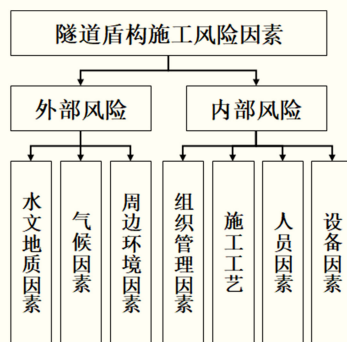 隧道盾构施工风险因素
外部风险
内部风险
水文地质因素
气候因素
周边环境因素
组织管理因素
施工工艺
人员因素
设备因素